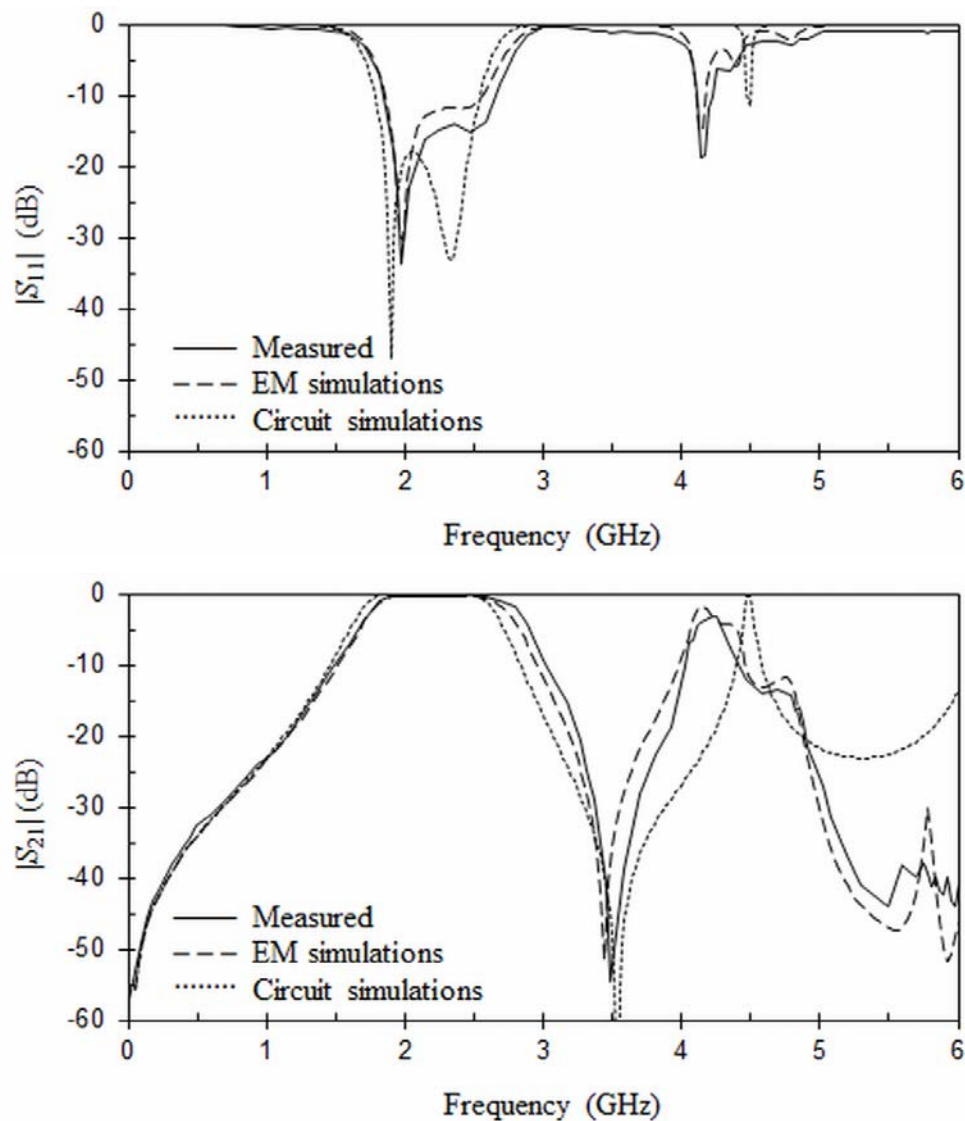 0
-10
-20
-30
-40
-50
-60
|S11| (dB)
Measured
EM simulations
Circuit simulations
0 1 2 3 4 5 6
Frequency (GHz)
0
-10
-20
-30
-40
-50
-60
|S21| (dB)
Measured
EM simulations
Circuit simulations
0 1 2 3 4 5 6
Frequency (GHz)